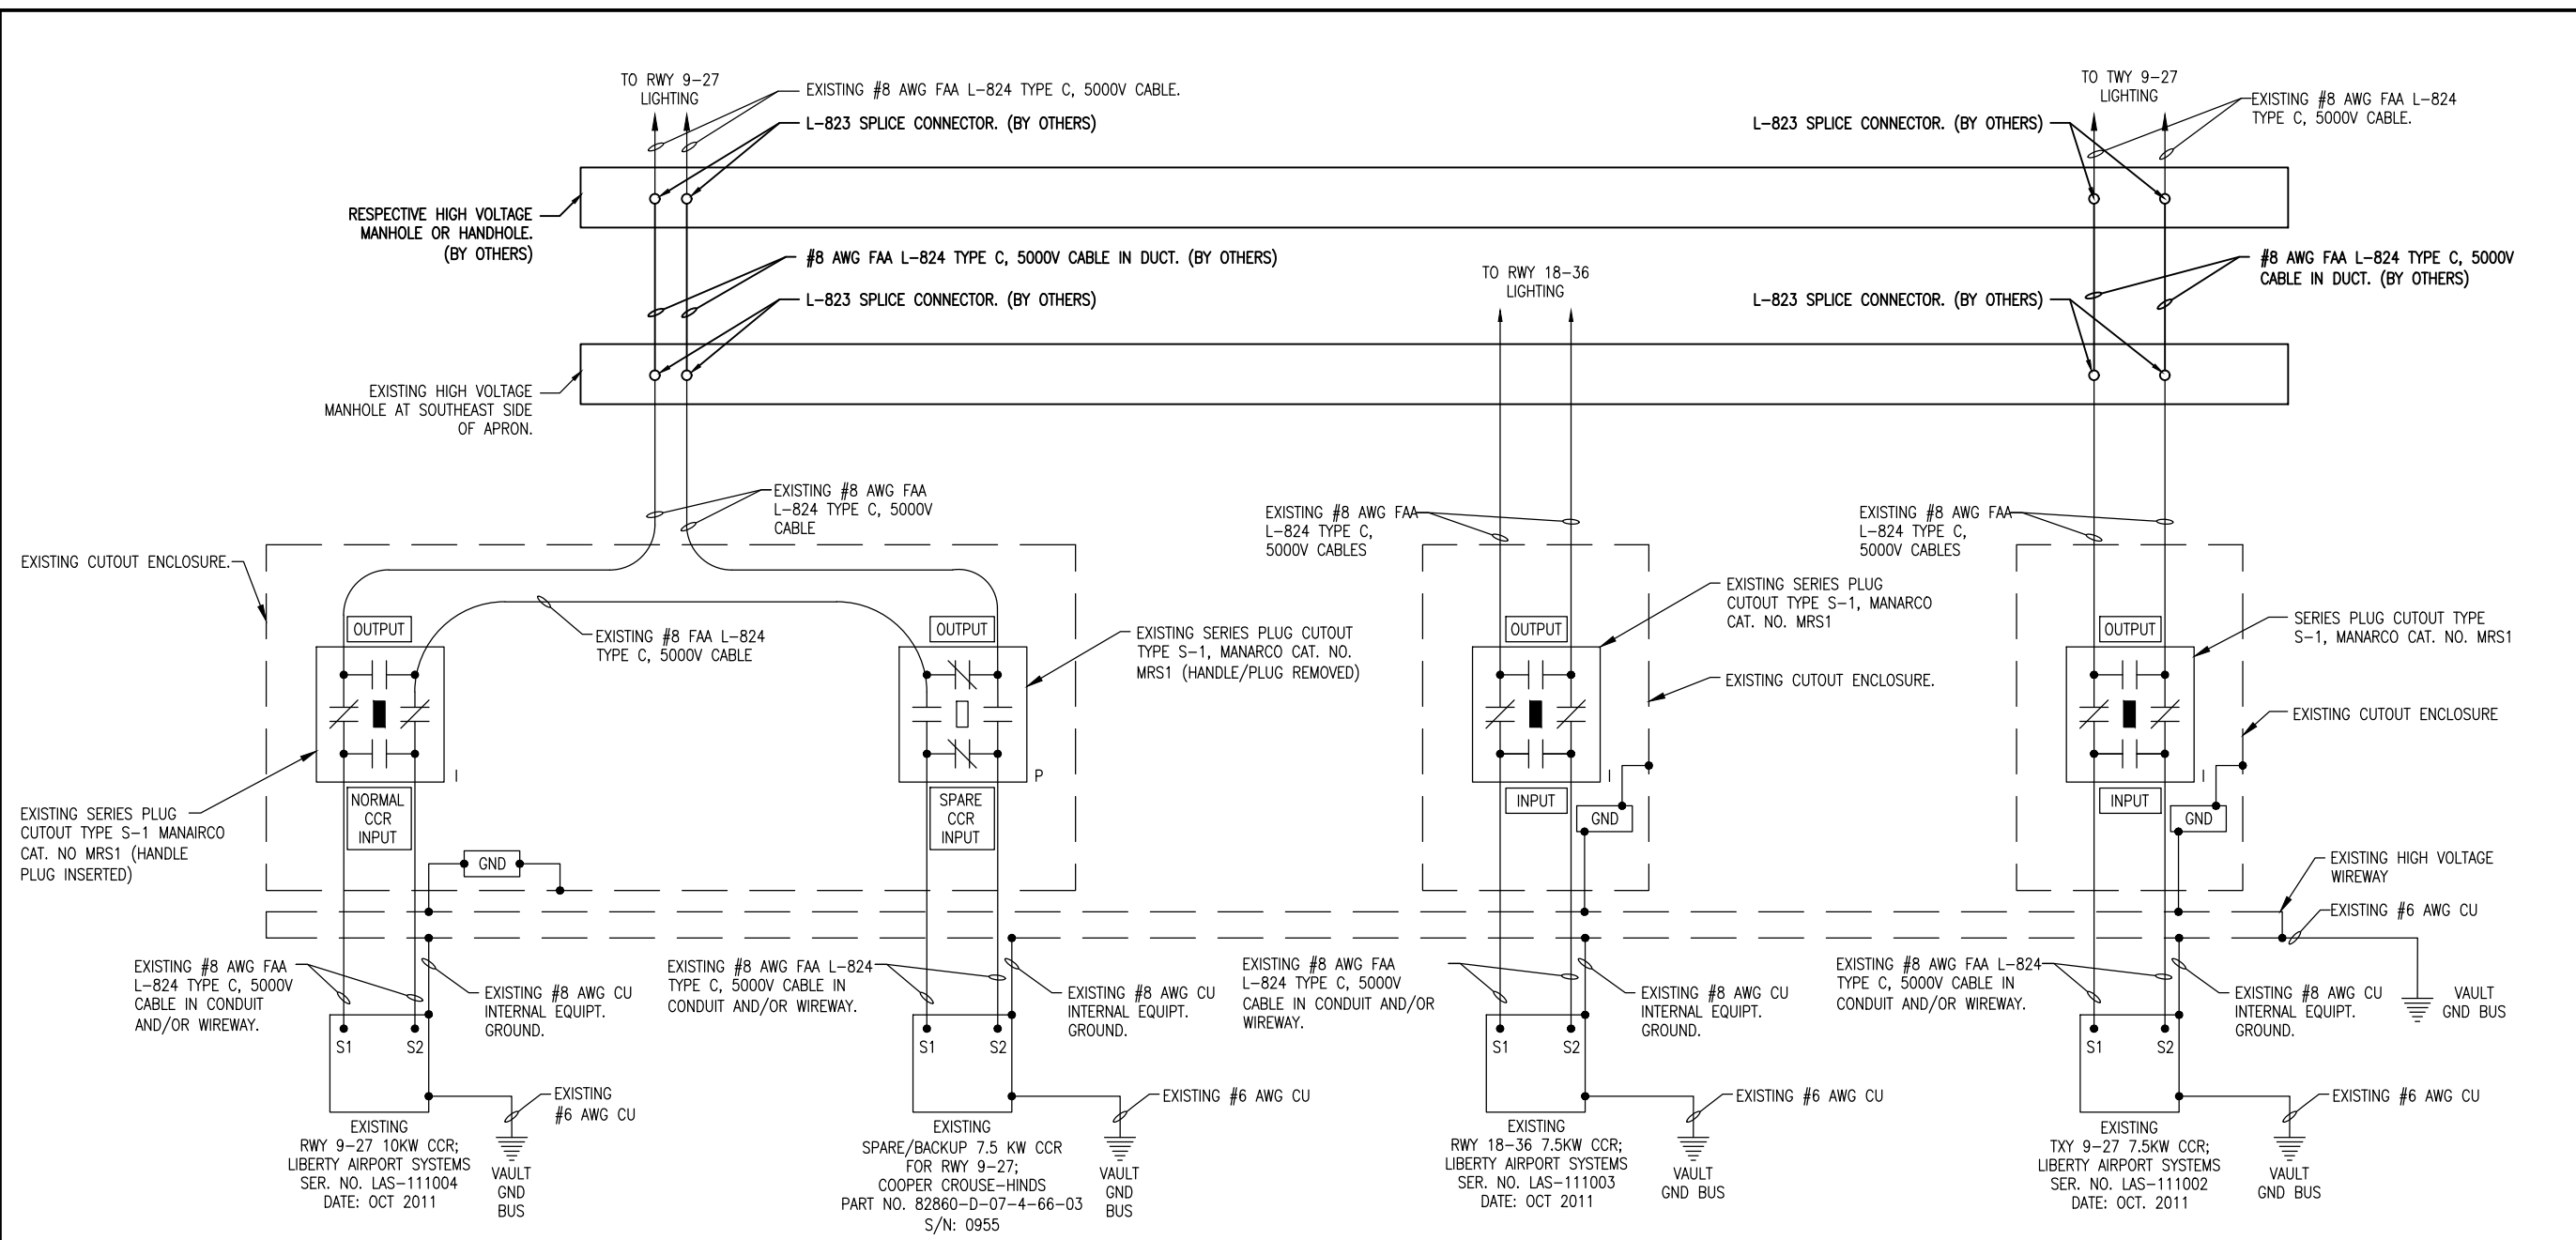 TO RWY 9-27
LIGHTING
EXISTING #8 AWG FAA L-824 TYPE C, 5000V CABLE.
L-823 SPLICE CONNECTOR. (BY OTHERS)
TO TWY 9-27
LIGHTING
EXISTING #8 AWG FAA L-824
TYPE C, 5000V CABLE.
L-823 SPLICE CONNECTOR. (BY OTHERS)
RESPECTIVE HIGH VOLTAGE
MANHOLE OR HANDHOLE.
(BY OTHERS)
#8 AWG FAA L-824 TYPE C, 5000V CABLE IN DUCT. (BY OTHERS)
L-823 SPLICE CONNECTOR. (BY OTHERS)
TO RWY 18-36
LIGHTING
L-823 SPLICE CONNECTOR. (BY OTHERS)
#8 AWG FAA L-824 TYPE C, 5000V
CABLE IN DUCT. (BY OTHERS)
EXISTING HIGH VOLTAGE
MANHOLE AT SOUTHEAST SIDE
OF APRON.
EXISTING #8 AWG FAA
L-824 TYPE C, 5000V
CABLE
EXISTING #8 AWG FAA
L-824 TYPE C,
5000V CABLES
EXISTING #8 AWG FAA
L-824 TYPE C,
5000V CABLES
EXISTING CUTOUT ENCLOSURE.
OUTPUT
EXISTING #8 FAA L-824
TYPE C, 5000V CABLE
OUTPUT
EXISTING SERIES PLUG CUTOUT
TYPE S-1, MANARCO CAT. NO.
MRS1 (HANDLE/PLUG REMOVED)
OUTPUT
EXISTING SERIES PLUG
CUTOUT TYPE S-1, MANARCO
CAT. NO. MRS1
EXISTING CUTOUT ENCLOSURE.
OUTPUT
SERIES PLUG CUTOUT TYPE
S-1, MANARCO CAT. NO. MRS1
EXISTING CUTOUT ENCLOSURE
EXISTING SERIES PLUG
CUTOUT TYPE S-1 MANAIRCO
CAT. NO MRS1 (HANDLE
PLUG INSERTED)
I
NORMAL
CCR
INPUT
GND
P
SPARE
CCR
INPUT
I
INPUT
GND
I
INPUT
GND
EXISTING HIGH VOLTAGE
WIREWAY
EXISTING #6 AWG CU
EXISTING #8 AWG FAA
L-824 TYPE C, 5000V
CABLE IN CONDUIT
AND/OR WIREWAY.
EXISTING #8 AWG CU
INTERNAL EQUIPT.
GROUND.
EXISTING #8 AWG FAA L-824
TYPE C, 5000V CABLE IN
CONDUIT AND/OR WIREWAY.
EXISTING #8 AWG CU
INTERNAL EQUIPT.
GROUND.
EXISTING #8 AWG FAA
L-824 TYPE C, 5000V
CABLE IN CONDUIT AND/OR
WIREWAY.
EXISTING #8 AWG CU
INTERNAL EQUIPT.
GROUND.
EXISTING #8 AWG FAA L-824
TYPE C, 5000V CABLE IN
CONDUIT AND/OR WIREWAY.
EXISTING #8 AWG CU
INTERNAL EQUIPT.
GROUND.
VAULT
GND BUS
S1 S2
S1 S2
S1 S2
S1 S2
EXISTING
#6 AWG CU
EXISTING #6 AWG CU
EXISTING #6 AWG CU
EXISTING #6 AWG CU
EXISTING
RWY 9-27 10KW CCR;
LIBERTY AIRPORT SYSTEMS
SER. NO. LAS-111004
DATE: OCT 2011
VAULT
GND
BUS
EXISTING
SPARE/BACKUP 7.5 KW CCR
FOR RWY 9-27;
COOPER CROUSE-HINDS
PART NO. 82860-D-07-4-66-03
S/N: 0955
VAULT
GND
BUS
EXISTING
RWY 18-36 7.5KW CCR;
LIBERTY AIRPORT SYSTEMS
SER. NO. LAS-111003
DATE: OCT 2011
VAULT
GND BUS
EXISTING
TXY 9-27 7.5KW CCR;
LIBERTY AIRPORT SYSTEMS
SER. NO. LAS-111002
DATE: OCT. 2011
VAULT
GND BUS